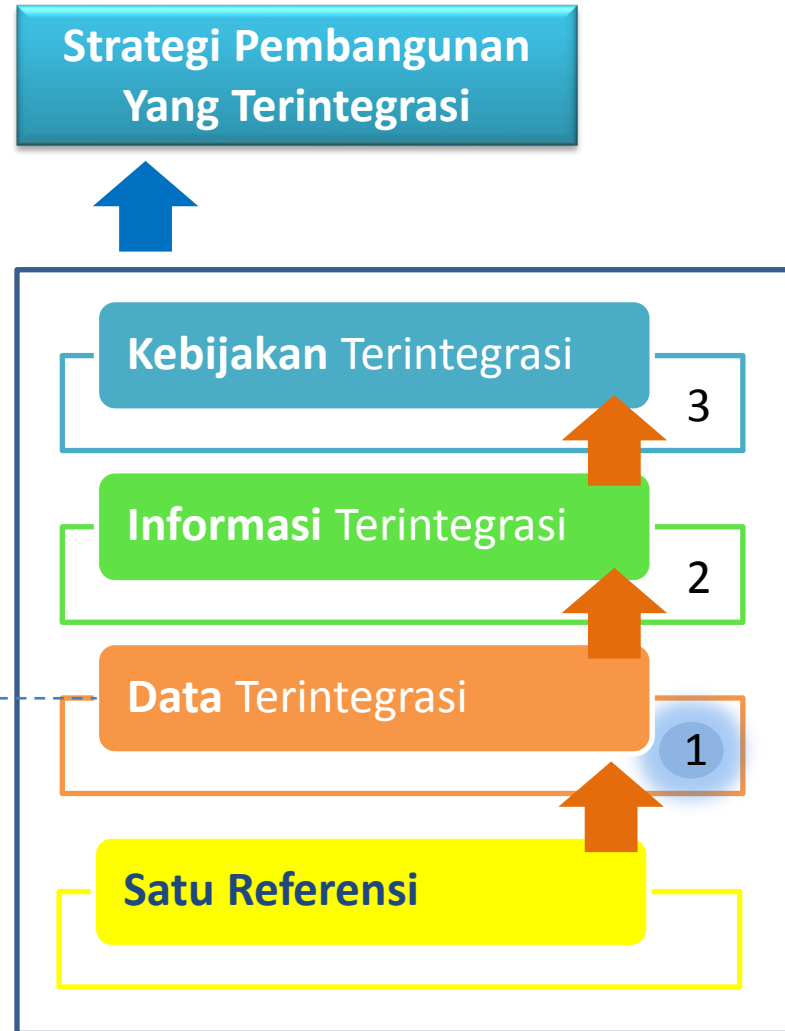 Strategi Pembangunan
Yang Terintegrasi
Kebijakan Terintegrasi
3
Informasi Terintegrasi
2
Data Terintegrasi
1
Satu Referensi